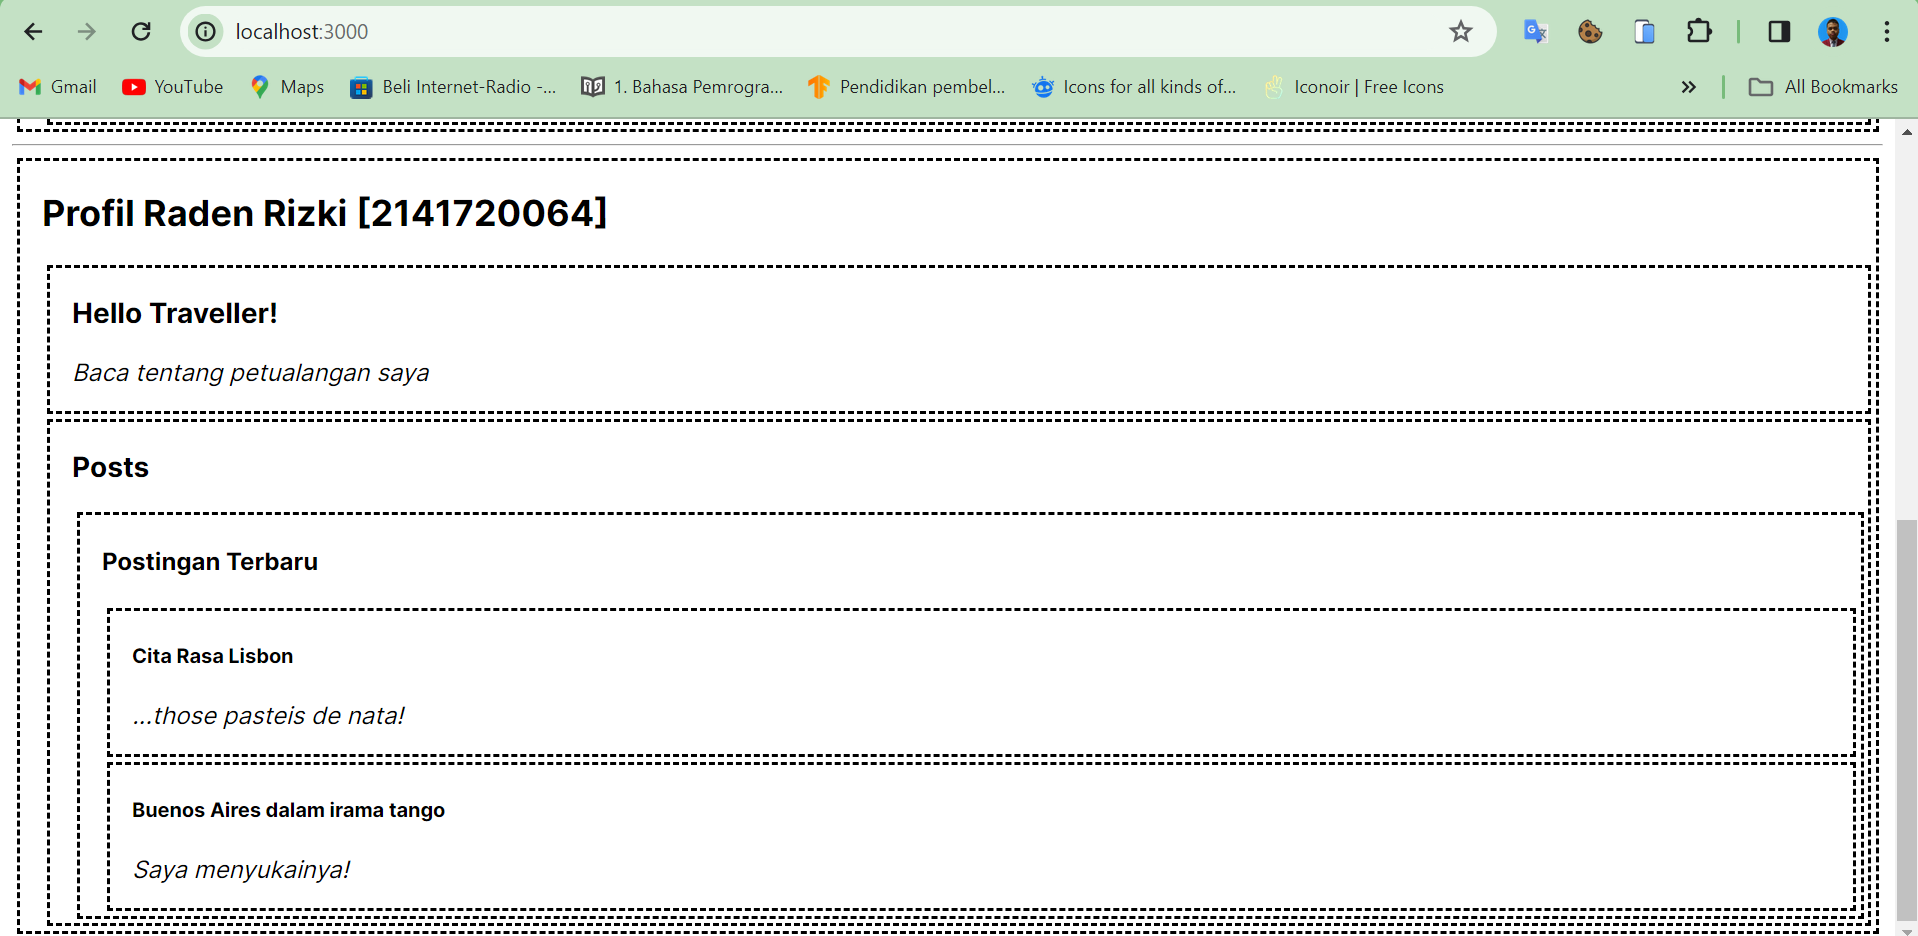 localhost:3000
Gmail YouTube Maps Beli Internet-Radio -... 1. Bahasa Pemrogra... Pendidikan pembel... Icons for all kinds of... Iconoir | Free Icons » All Bookmarks
Profil Raden Rizki [2141720064]
Hello Traveller!
Baca tentang petualangan saya
Posts
Postingan Terbaru
Cita Rasa Lisbon
...those pasteis de nata!
Buenos Aires dalam irama tango
Saya menyukainya!